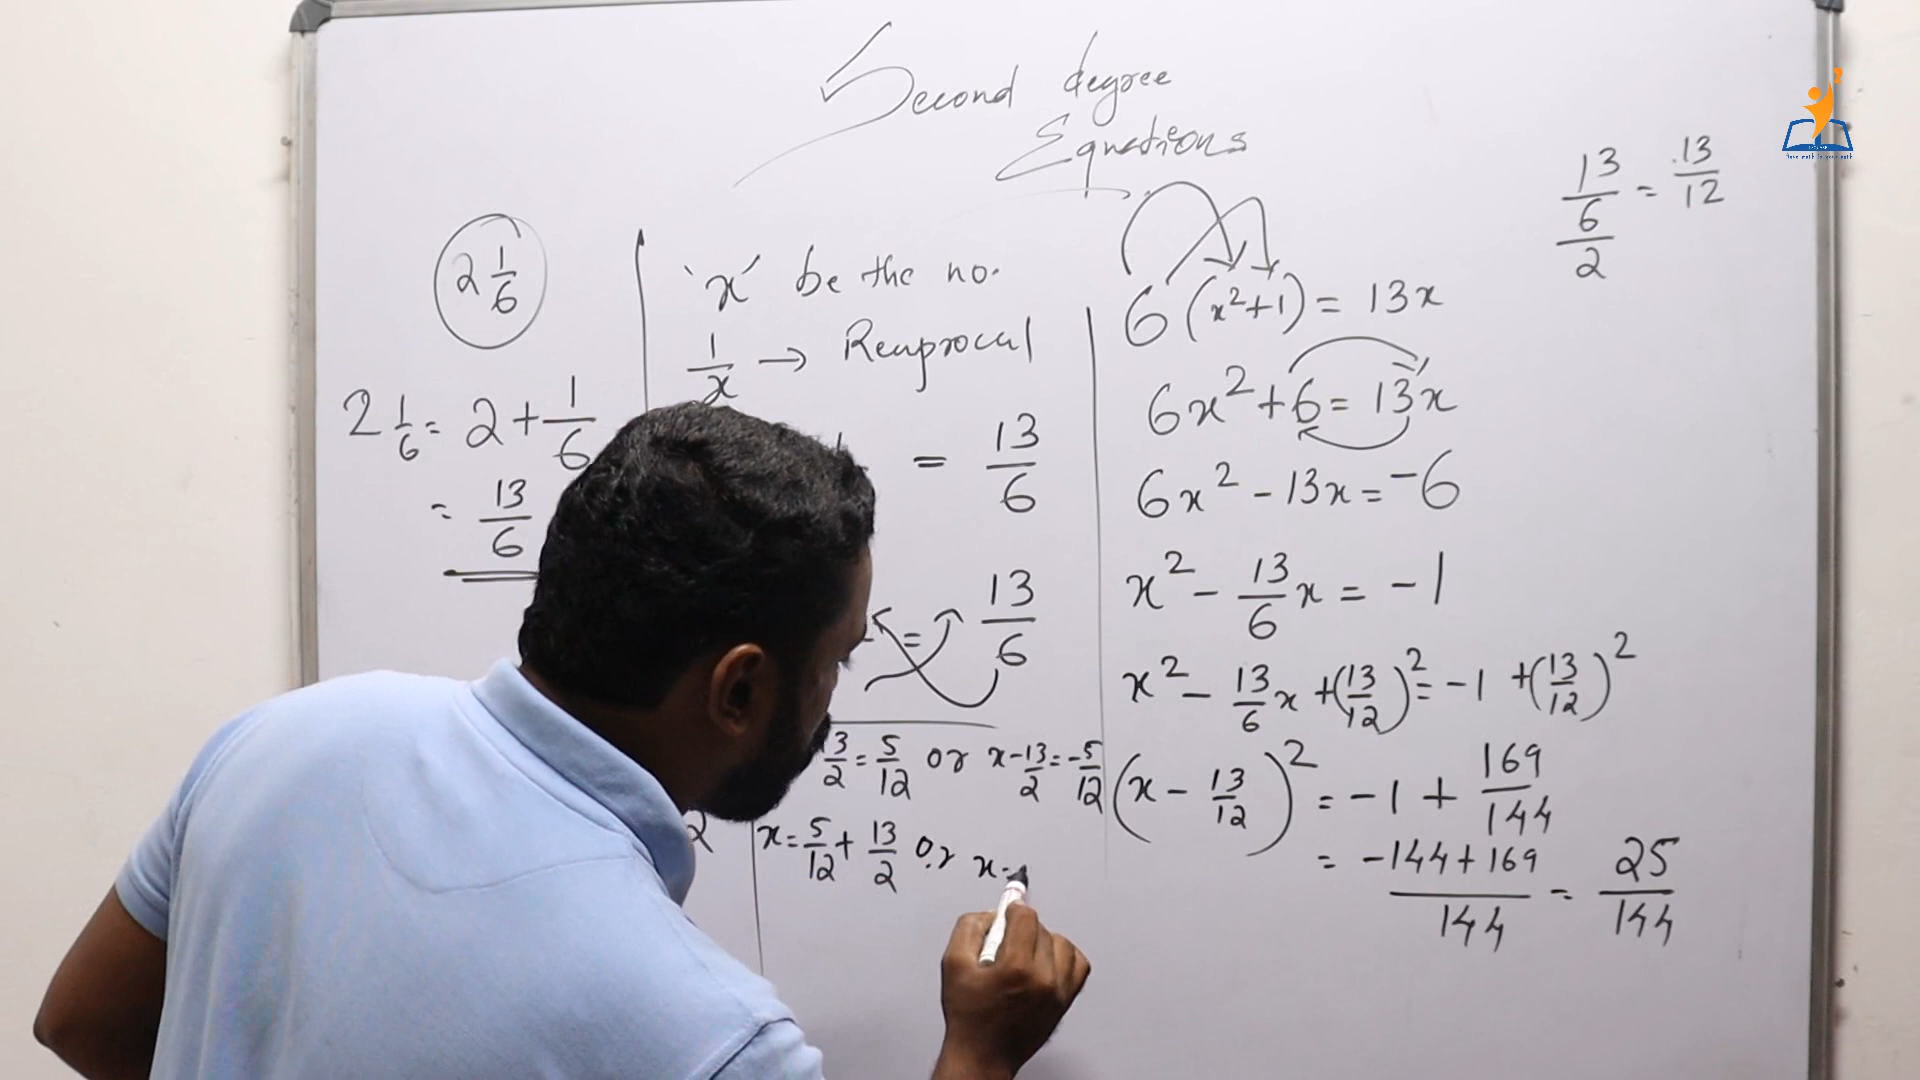 Second degree
Equations
2 1/6
2 1/6 = 2 + 1/6
= 13/6
'x' be the no.
1/x → Reciprocal
= 13/6
= 13/6
13/2 = 5/12 or x - 13/2 = -5/12
x = 5/12 + 13/2 Or x =
6(x² + 1) = 13x
6x² + 6 = 13x
6x² - 13x = -6
x² - 13/6 x = -1
x² - 13/6 x + (13/12)² = -1 + (13/12)²
(x - 13/12)² = -1 + 169/144
= -144 + 169/144 = 25/144
13/6/2 = 13/12